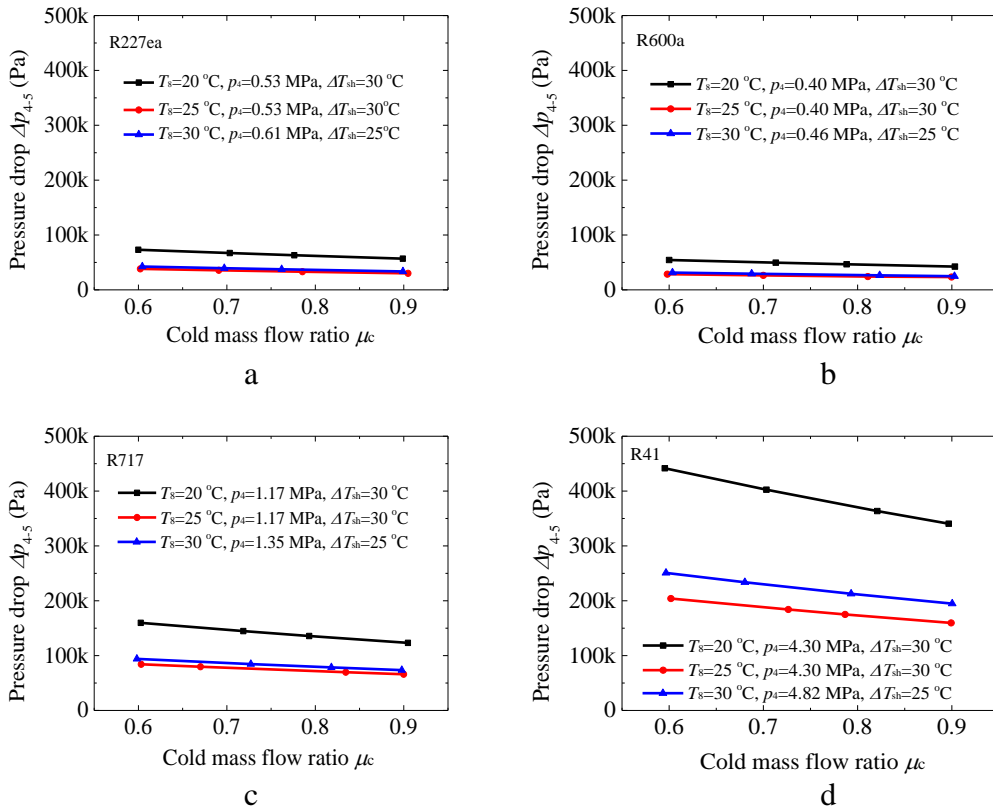 500k
400k
300k
200k
100k
0
Pressure drop Δp4-5 (Pa)
R227ea
T8=20 °C, p4=0.53 MPa, ΔTsh=30 °C
T8=25 °C, p4=0.53 MPa, ΔTsh=30°C
T8=30 °C, p4=0.61 MPa, ΔTsh=25°C
0.6 0.7 0.8 0.9
Cold mass flow ratio μc
a
500k
400k
300k
200k
100k
0
Pressure drop Δp4-5 (Pa)
R600a
T8=20 °C, p4=0.40 MPa, ΔTsh=30 °C
T8=25 °C, p4=0.40 MPa, ΔTsh=30 °C
T8=30 °C, p4=0.46 MPa, ΔTsh=25 °C
0.6 0.7 0.8 0.9
Cold mass flow ratio μc
b
500k
400k
300k
200k
100k
0
Pressure drop Δp4-5 (Pa)
R717
T8=20 °C, p4=1.17 MPa, ΔTsh=30 °C
T8=25 °C, p4=1.17 MPa, ΔTsh=30 °C
T8=30 °C, p4=1.35 MPa, ΔTsh=25 °C
0.6 0.7 0.8 0.9
Cold mass flow ratio μc
c
500k
400k
300k
200k
100k
0
Pressure drop Δp4-5 (Pa)
R41
T8=20 °C, p4=4.30 MPa, ΔTsh=30 °C
T8=25 °C, p4=4.30 MPa, ΔTsh=30 °C
T8=30 °C, p4=4.82 MPa, ΔTsh=25 °C
0.6 0.7 0.8 0.9
Cold mass flow ratio μc
d